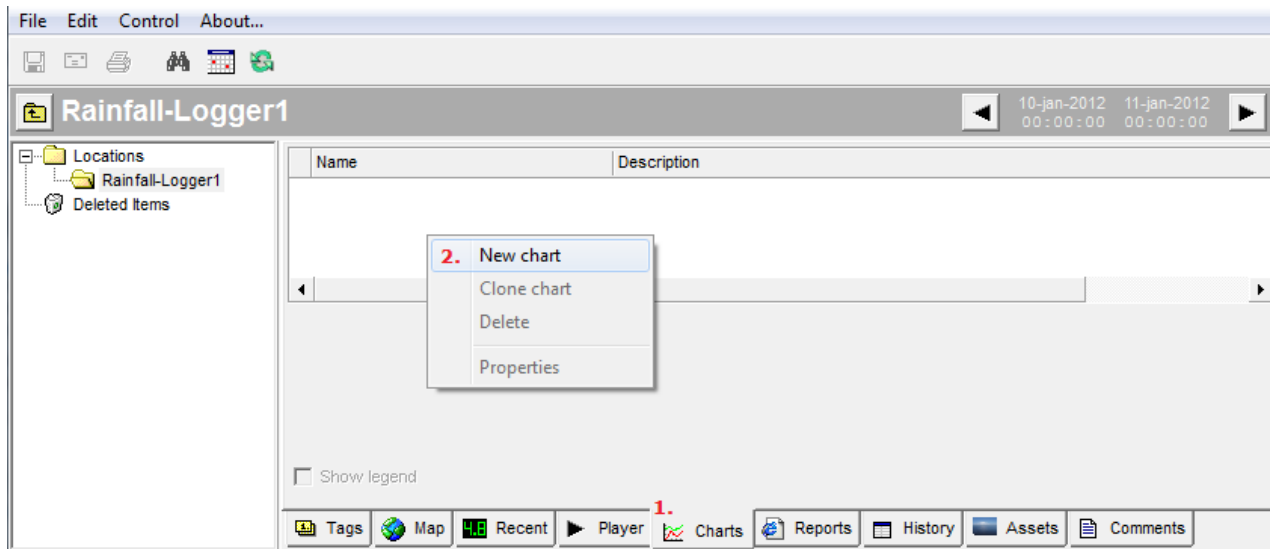 File Edit Control About...
Rainfall-Logger1
10-jan-2012 11-jan-2012
00:00:00 00:00:00
Locations
Rainfall-Logger1
Deleted Items
Name Description
2. New chart
Clone chart
Delete
Properties
Show legend
1.
Tags Map 4.8 Recent Player Charts Reports History Assets Comments